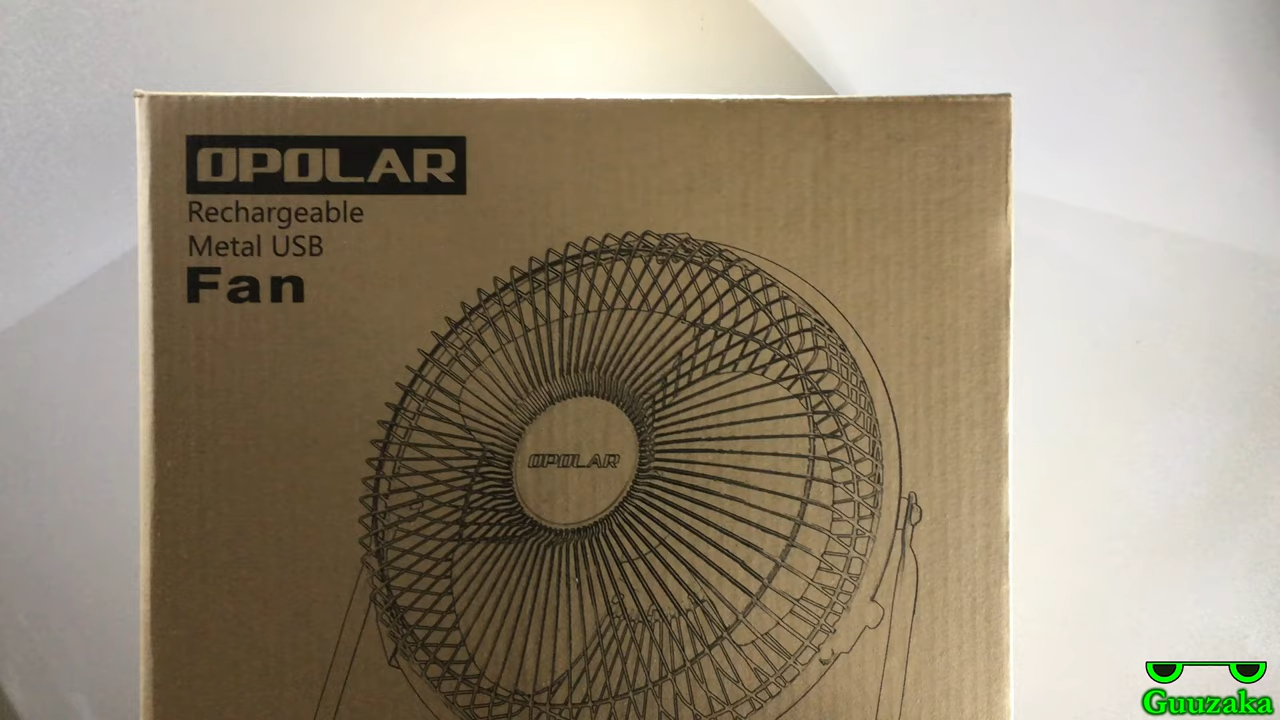 OPOLAR
Rechargeable
Metal USB
Fan
OPOLAR
Guuzaka